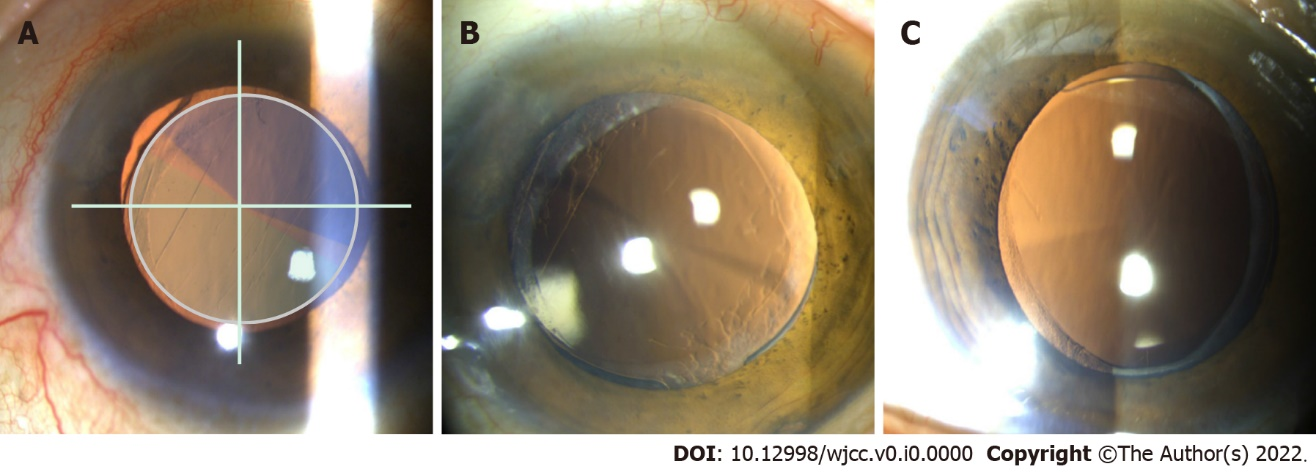 A
B
C
DOI: 10.12998/wjcc.v0.i0.0000 Copyright ©The Author(s) 2022.